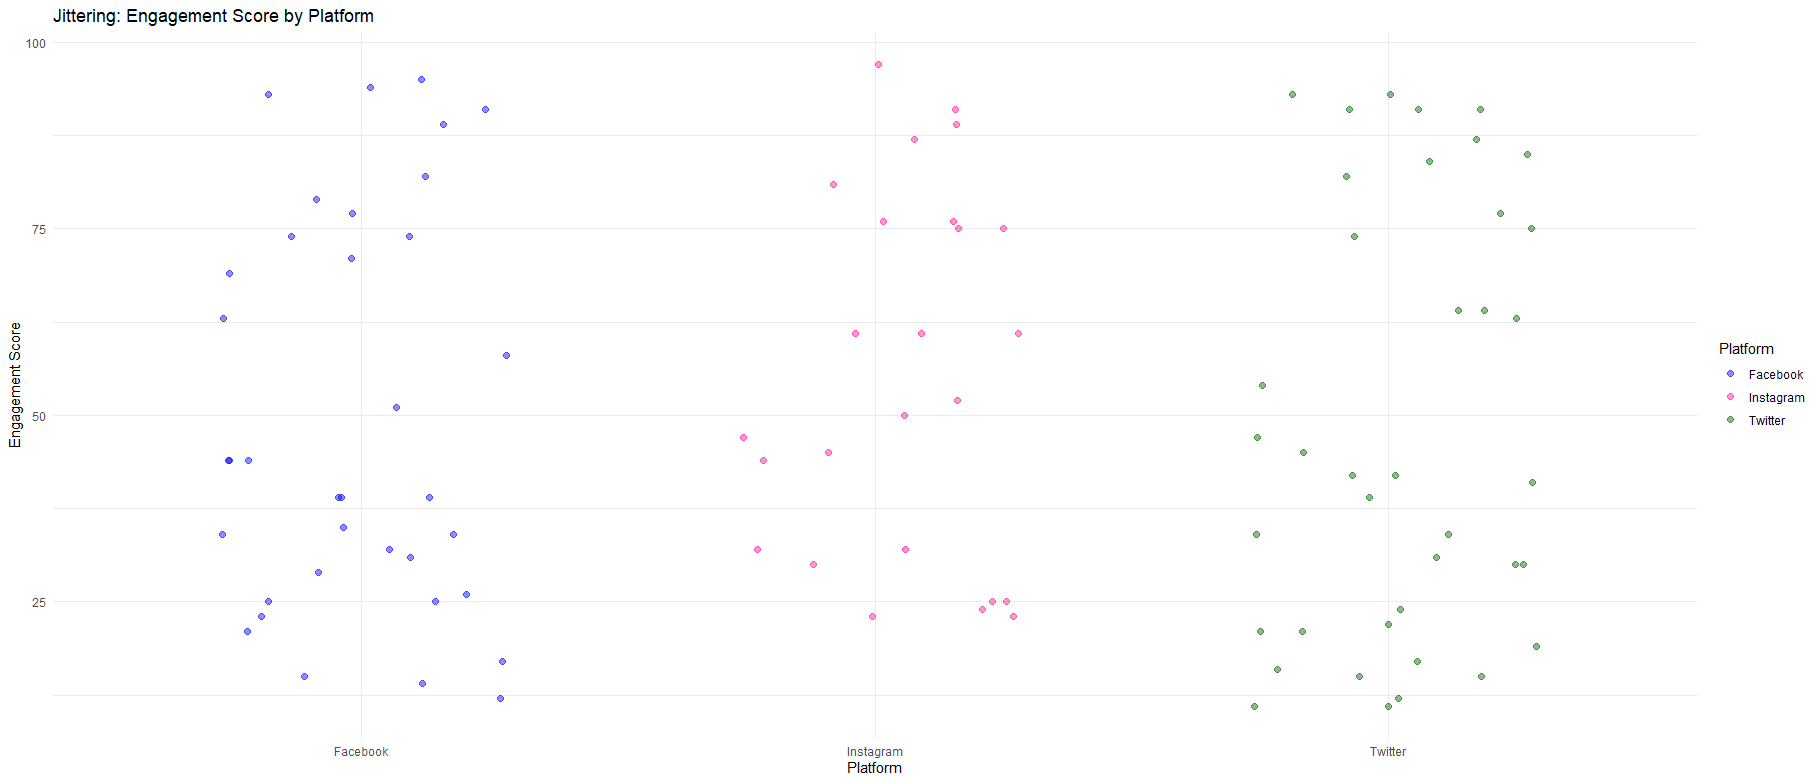 Jittering: Engagement Score by Platform
100
75
50
25
Engagement Score
Facebook
Instagram
Twitter
Platform
Platform
Facebook
Instagram
Twitter